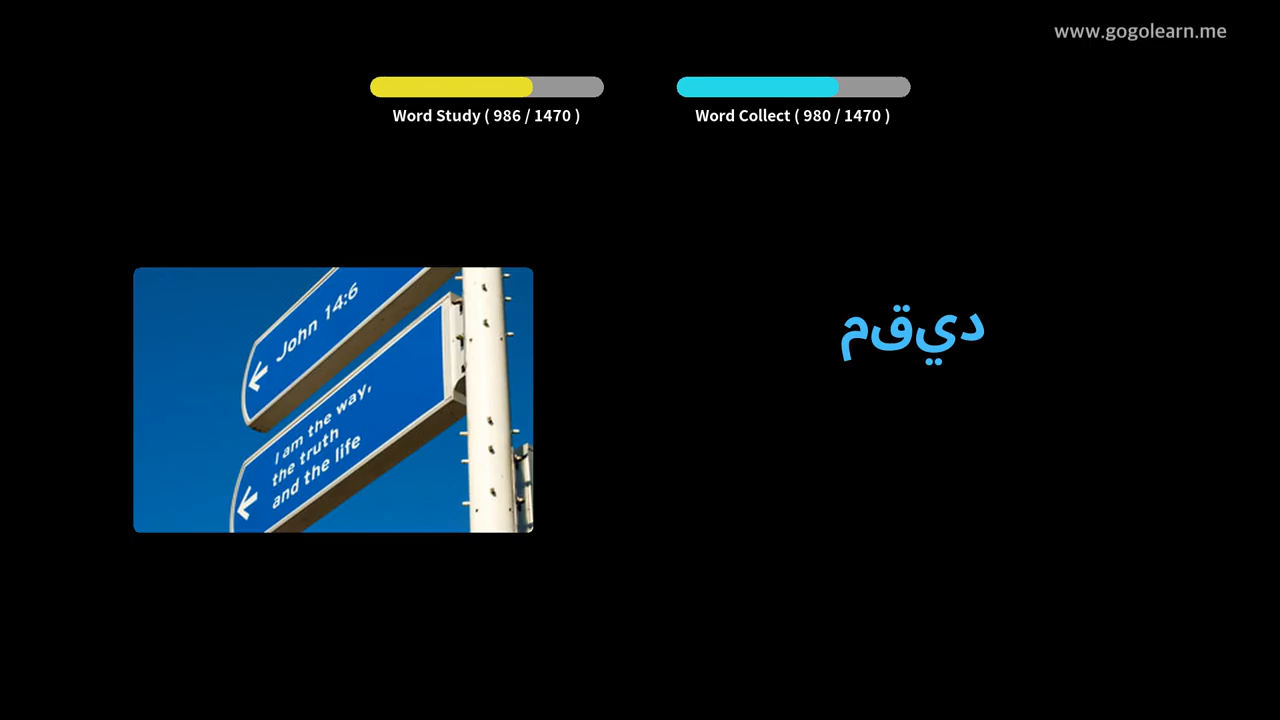 www.gogolearn.me
Word Study ( 986 / 1470 )
Word Collect ( 980 / 1470 )
John 14:6
I am the way,
the truth
and the life
ديقم